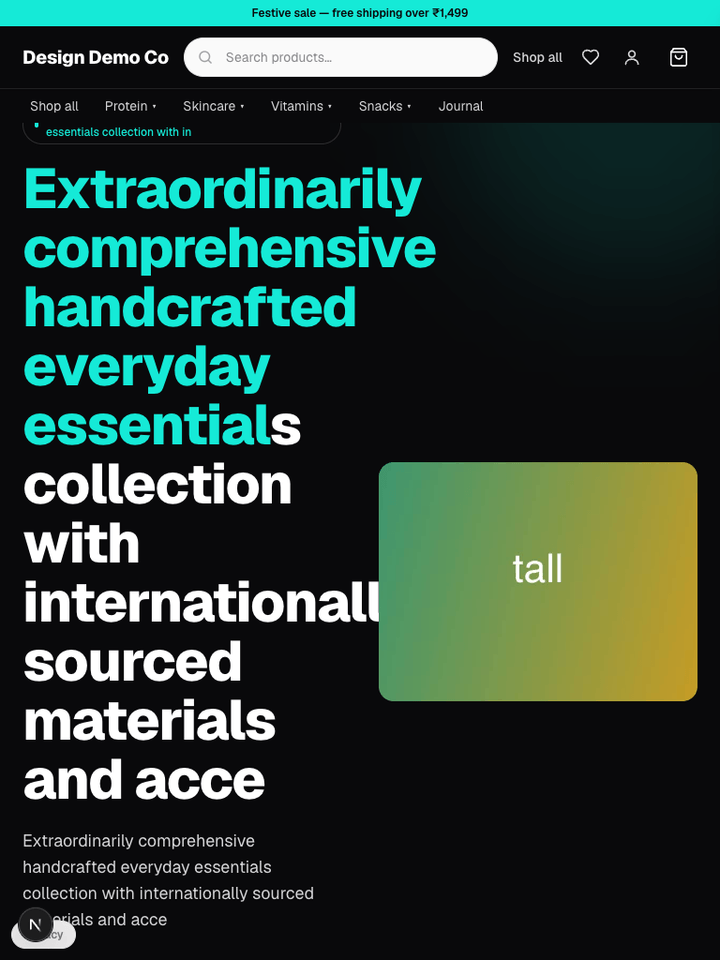 Festive sale — free shipping over ₹1,499
Design Demo Co
Search products…
Shop all
Shop all
Protein
Skincare
Vitamins
Snacks
Journal
essentials collection with in
Extraordinarily
comprehensive
handcrafted
everyday
essentials
collection
with
internationall
sourced
materials
and acce
tall
Extraordinarily comprehensive
handcrafted everyday essentials
collection with internationally sourced
erials and acce
N